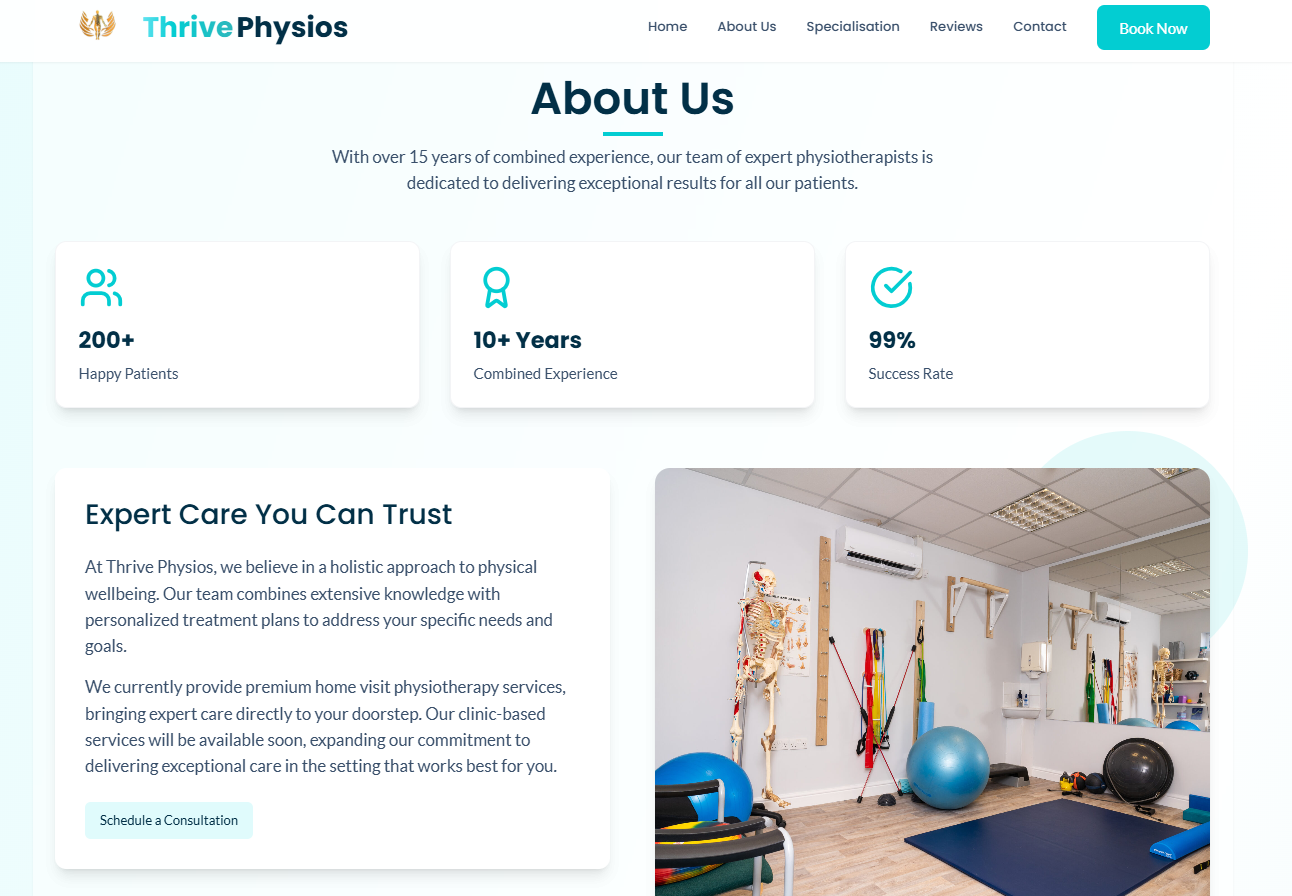 Thrive Physios
Home About Us Specialisation Reviews Contact Book Now
About Us
With over 15 years of combined experience, our team of expert physiotherapists is
dedicated to delivering exceptional results for all our patients.
200+
Happy Patients
10+ Years
Combined Experience
99%
Success Rate
Expert Care You Can Trust
At Thrive Physios, we believe in a holistic approach to physical
wellbeing. Our team combines extensive knowledge with
personalized treatment plans to address your specific needs and
goals.
We currently provide premium home visit physiotherapy services,
bringing expert care directly to your doorstep. Our clinic-based
services will be available soon, expanding our commitment to
delivering exceptional care in the setting that works best for you.
Schedule a Consultation